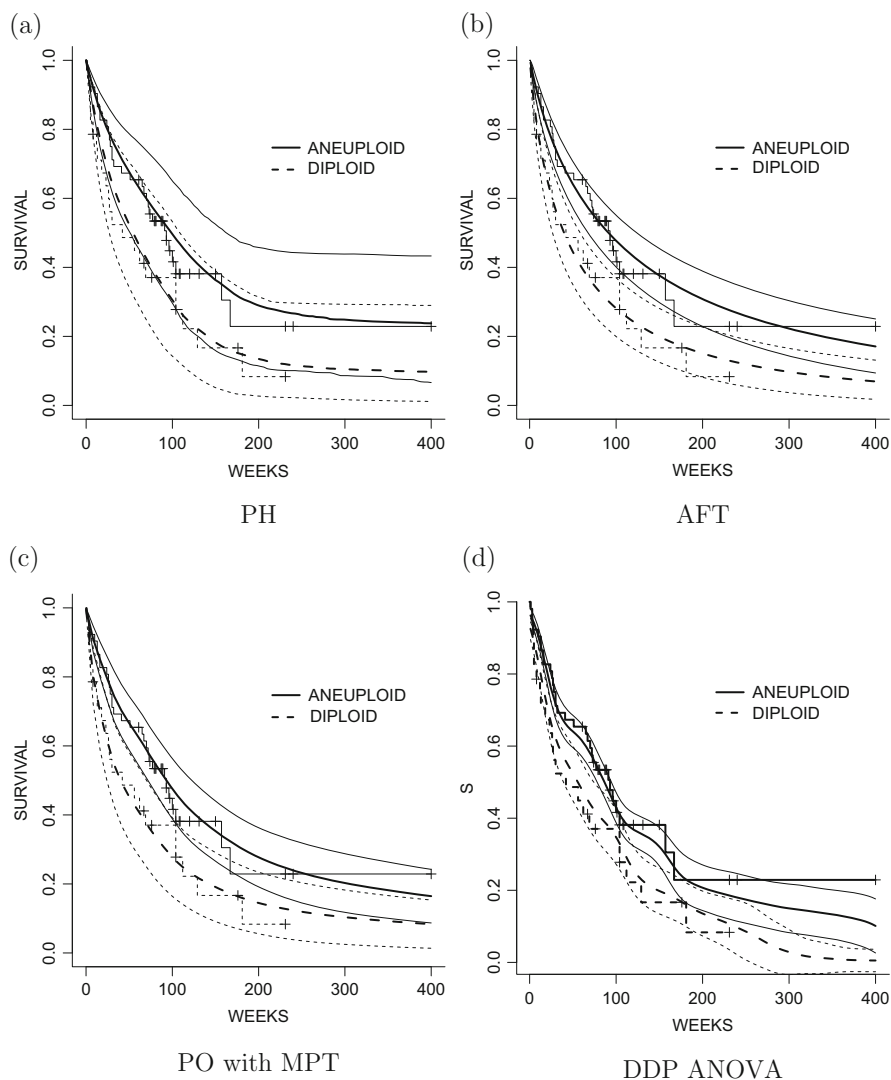 (a)
SURVIVAL
1.0
0.8
0.6
0.4
0.2
0.0
ANEUPLOID
DIPLOID
0 100 200 300 400
WEEKS
PH
(b)
SURVIVAL
1.0
0.8
0.6
0.4
0.2
0.0
ANEUPLOID
DIPLOID
0 100 200 300 400
WEEKS
AFT
(c)
SURVIVAL
1.0
0.8
0.6
0.4
0.2
0.0
ANEUPLOID
DIPLOID
0 100 200 300 400
WEEKS
PO with MPT
(d)
S
1.0
0.8
0.6
0.4
0.2
0.0
ANEUPLOID
DIPLOID
0 100 200 300 400
WEEKS
DDP ANOVA